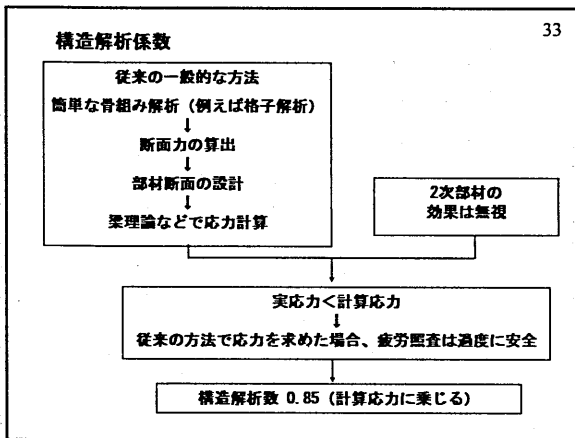 33
構造解析係数
従来の一般的な方法
簡単な骨組み解析（例えば格子解析）
↓
断面力の算出
↓
部材断面の設計
↓
梁理論などで応力計算
2次部材の
効果は無視
実応力＜計算応力
↓
従来の方法で応力を求めた場合、疲労照査は過度に安全
構造解析数 0.85（計算応力に乗じる）